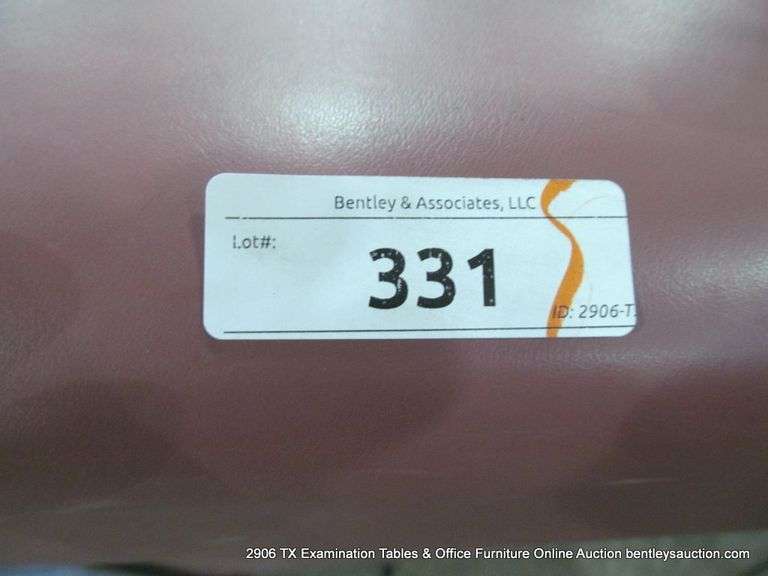 Bentley & Associates, LLC
Lot#:
331
ID: 2906-T
2906 TX Examination Tables & Office Furniture Online Auction bentleysauction.com